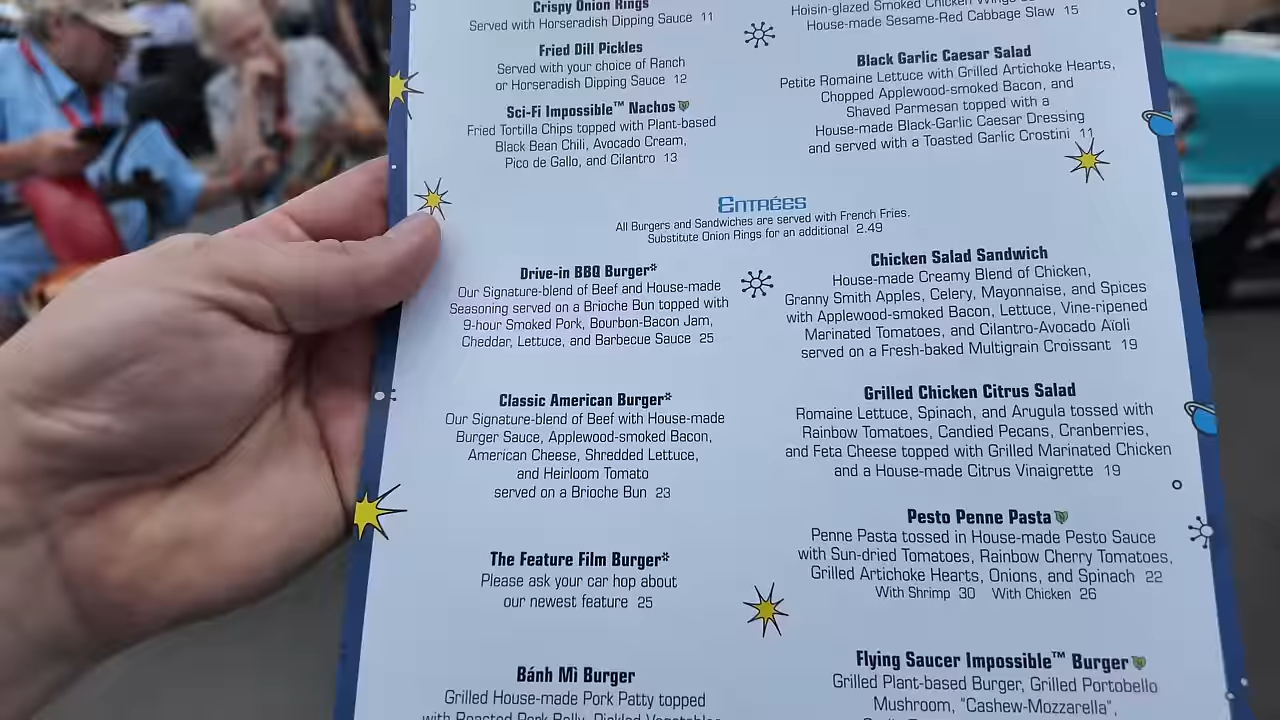 Crispy Onion Rings
Served with Horseradish Dipping Sauce 11
Fried Dill Pickles
Served with your choice of Ranch
or Horseradish Dipping Sauce 12
Sci-Fi Impossible™ Nachos
Fried Tortilla Chips topped with Plant-based
Black Bean Chili, Avocado Cream,
Pico de Gallo, and Cilantro 13
Hoisin-glazed Smoked Chicken Wings
House-made Sesame-Red Cabbage Slaw 15
Black Garlic Caesar Salad
Petite Romaine Lettuce with Grilled Artichoke Hearts,
Chopped Applewood-smoked Bacon, and
Shaved Parmesan topped with a
House-made Black-Garlic Caesar Dressing
and served with a Toasted Garlic Crostini 11
Entrées
All Burgers and Sandwiches are served with French Fries.
Substitute Onion Rings for an additional 2.49
Drive-in BBQ Burger*
Our Signature-blend of Beef and House-made
Seasoning served on a Brioche Bun topped with
9-hour Smoked Pork, Bourbon-Bacon Jam,
Cheddar, Lettuce, and Barbecue Sauce 25
Classic American Burger*
Our Signature-blend of Beef with House-made
Burger Sauce, Applewood-smoked Bacon,
American Cheese, Shredded Lettuce,
and Heirloom Tomato
served on a Brioche Bun 23
The Feature Film Burger*
Please ask your car hop about
our newest feature 25
Bánh Mì Burger
Grilled House-made Pork Patty topped
with Roasted Pork Belly, Pickled Vegetables
Chicken Salad Sandwich
House-made Creamy Blend of Chicken,
Granny Smith Apples, Celery, Mayonnaise, and Spices
with Applewood-smoked Bacon, Lettuce, Vine-ripened
Marinated Tomatoes, and Cilantro-Avocado Aïoli
served on a Fresh-baked Multigrain Croissant 19
Grilled Chicken Citrus Salad
Romaine Lettuce, Spinach, and Arugula tossed with
Rainbow Tomatoes, Candied Pecans, Cranberries,
and Feta Cheese topped with Grilled Marinated Chicken
and a House-made Citrus Vinaigrette 19
Pesto Penne Pasta
Penne Pasta tossed in House-made Pesto Sauce
with Sun-dried Tomatoes, Rainbow Cherry Tomatoes,
Grilled Artichoke Hearts, Onions, and Spinach 22
With Shrimp 30 With Chicken 26
Flying Saucer Impossible™ Burger
Grilled Plant-based Burger, Grilled Portobello
Mushroom, "Cashew-Mozzarella",